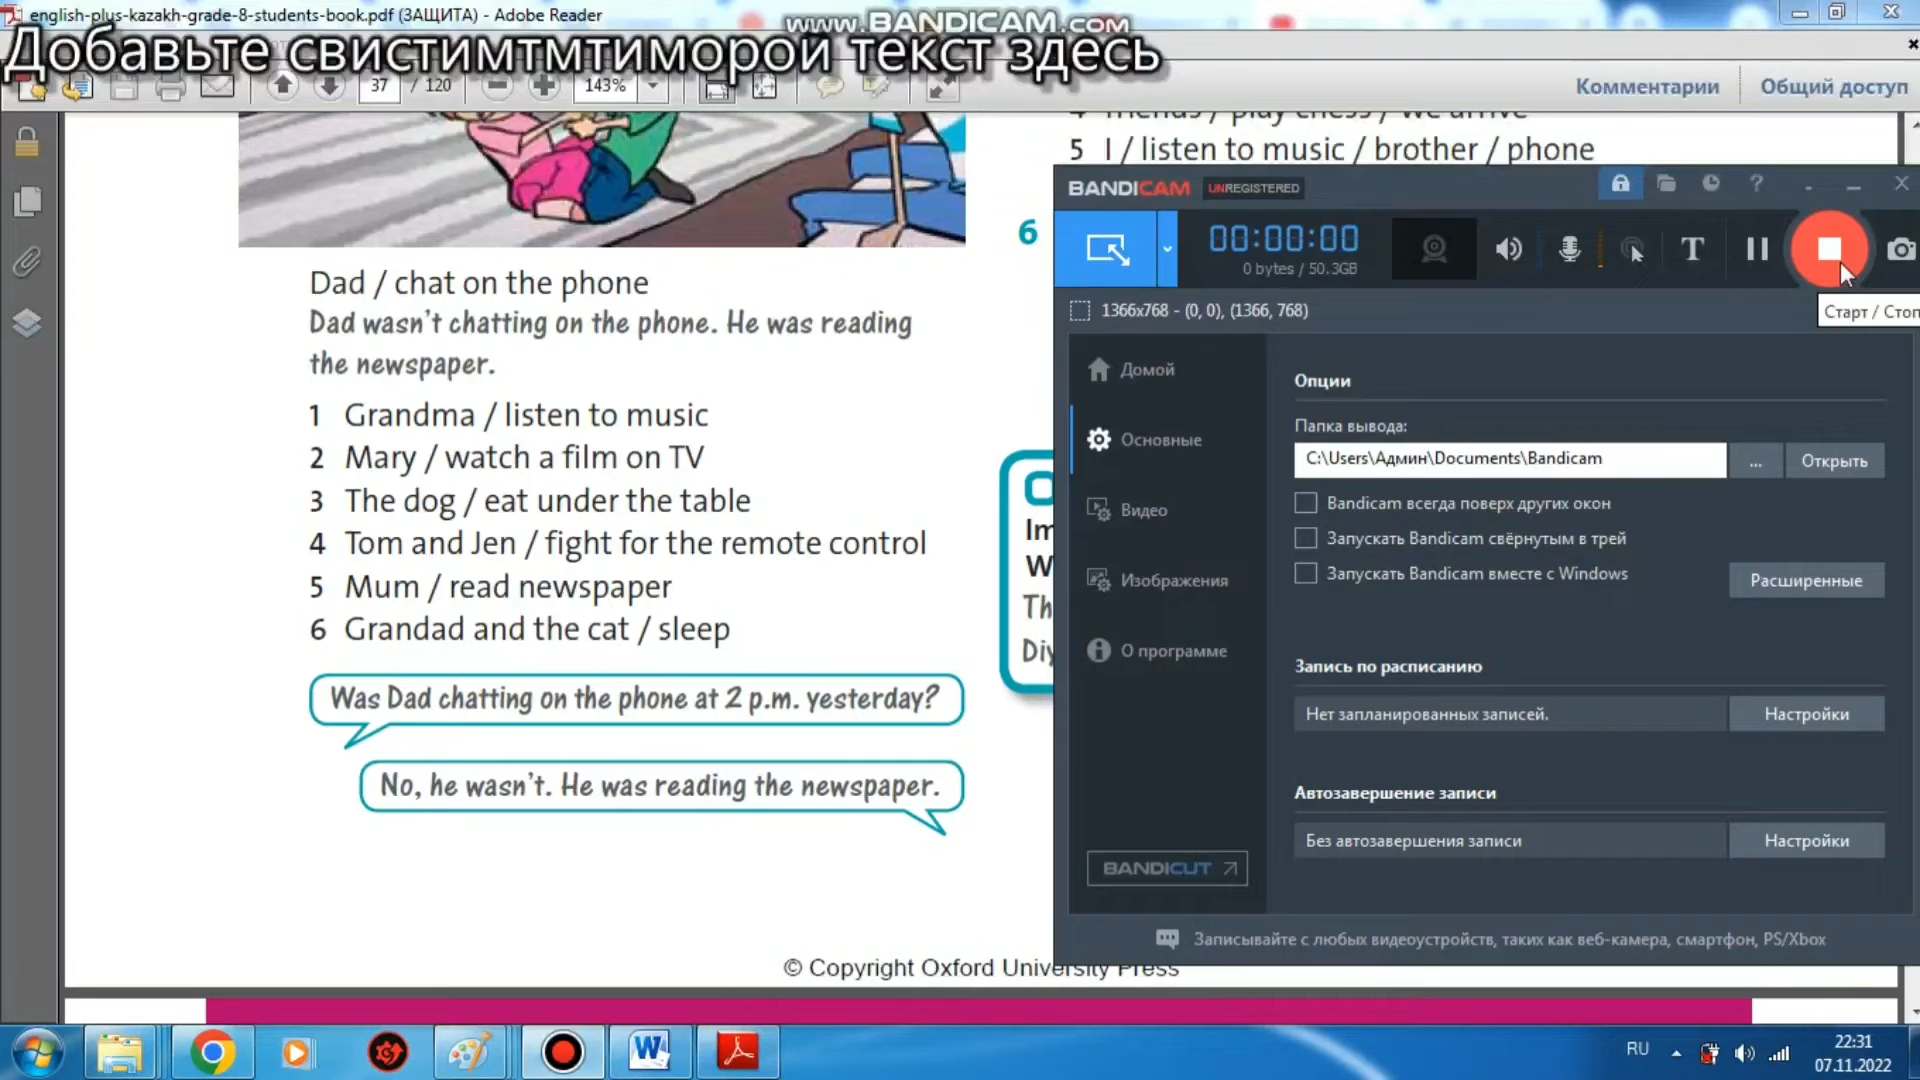 english-plus-kazakh-grade-8-students-book.pdf (ЗАЩИТА) - Adobe Reader
www.BANDICAM.com
Добавьте свистимтмтиморой текст здесь
37 / 120
143%
Комментарии
Общий доступ
friends / play chess / we arrive
5 I / listen to music / brother / phone
6
Dad / chat on the phone
Dad wasn't chatting on the phone. He was reading
the newspaper.
1 Grandma / listen to music
2 Mary / watch a film on TV
3 The dog / eat under the table
4 Tom and Jen / fight for the remote control
5 Mum / read newspaper
6 Grandad and the cat / sleep
Was Dad chatting on the phone at 2 p.m. yesterday?
No, he wasn't. He was reading the newspaper.
© Copyright Oxford University Press
BANDICAM UNREGISTERED
00:00:00
0 bytes / 50.3GB
1366x768 - (0, 0), (1366, 768)
Старт / Стоп
Домой
Основные
Видео
Изображения
О программе
BANDICUT
Опции
Папка вывода:
C:\Users\Админ\Documents\Bandicam
...
Открыть
Bandicam всегда поверх других окон
Запускать Bandicam свёрнутым в трей
Запускать Bandicam вместе с Windows
Расширенные
Запись по расписанию
Нет запланированных записей.
Настройки
Автозавершение записи
Без автозавершения записи
Настройки
Записывайте с любых видеоустройств, таких как веб-камера, смартфон, PS/Xbox
RU
22:31
07.11.2022